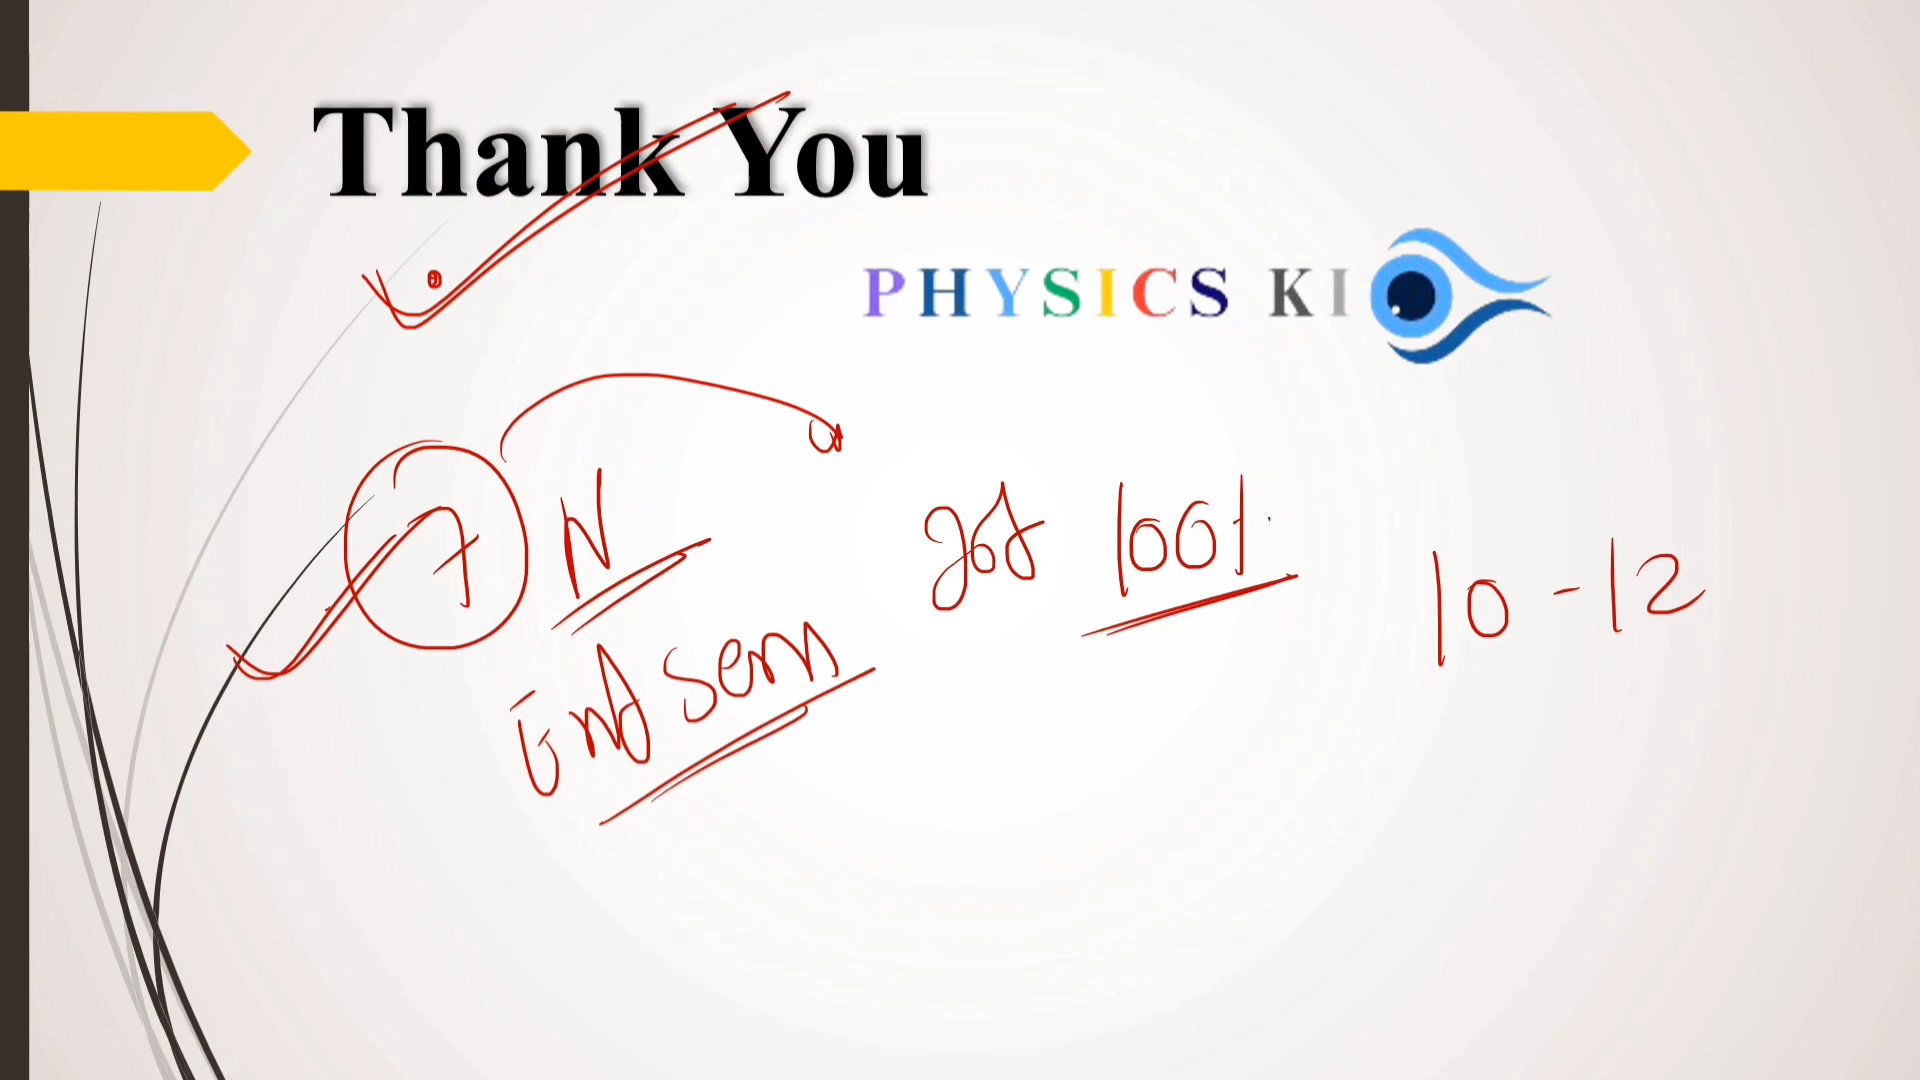 Thank You
PHYSICS KI
7 N got 100%
10-12
End sem